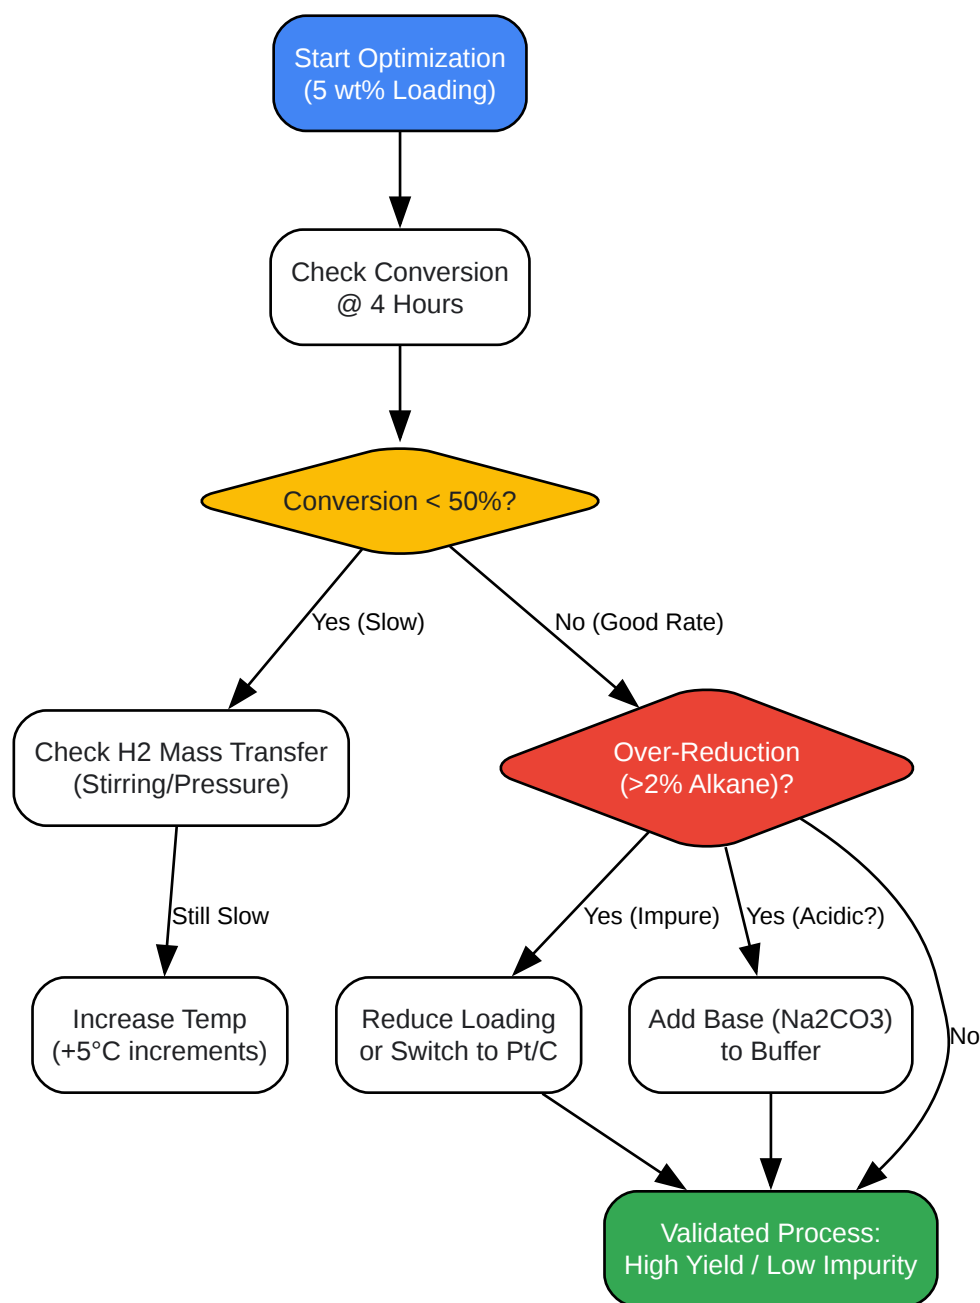 Start Optimization
(5 wt% Loading)
Check Conversion
@ 4 Hours
Conversion < 50%?
Yes (Slow)
No (Good Rate)
Check H2 Mass Transfer
(Stirring/Pressure)
Over-Reduction
(>2% Alkane)?
Still Slow
Yes (Impure)
Yes (Acidic?)
No
Increase Temp
(+5°C increments)
Reduce Loading
or Switch to Pt/C
Add Base (Na2CO3)
to Buffer
Validated Process:
High Yield / Low Impurity